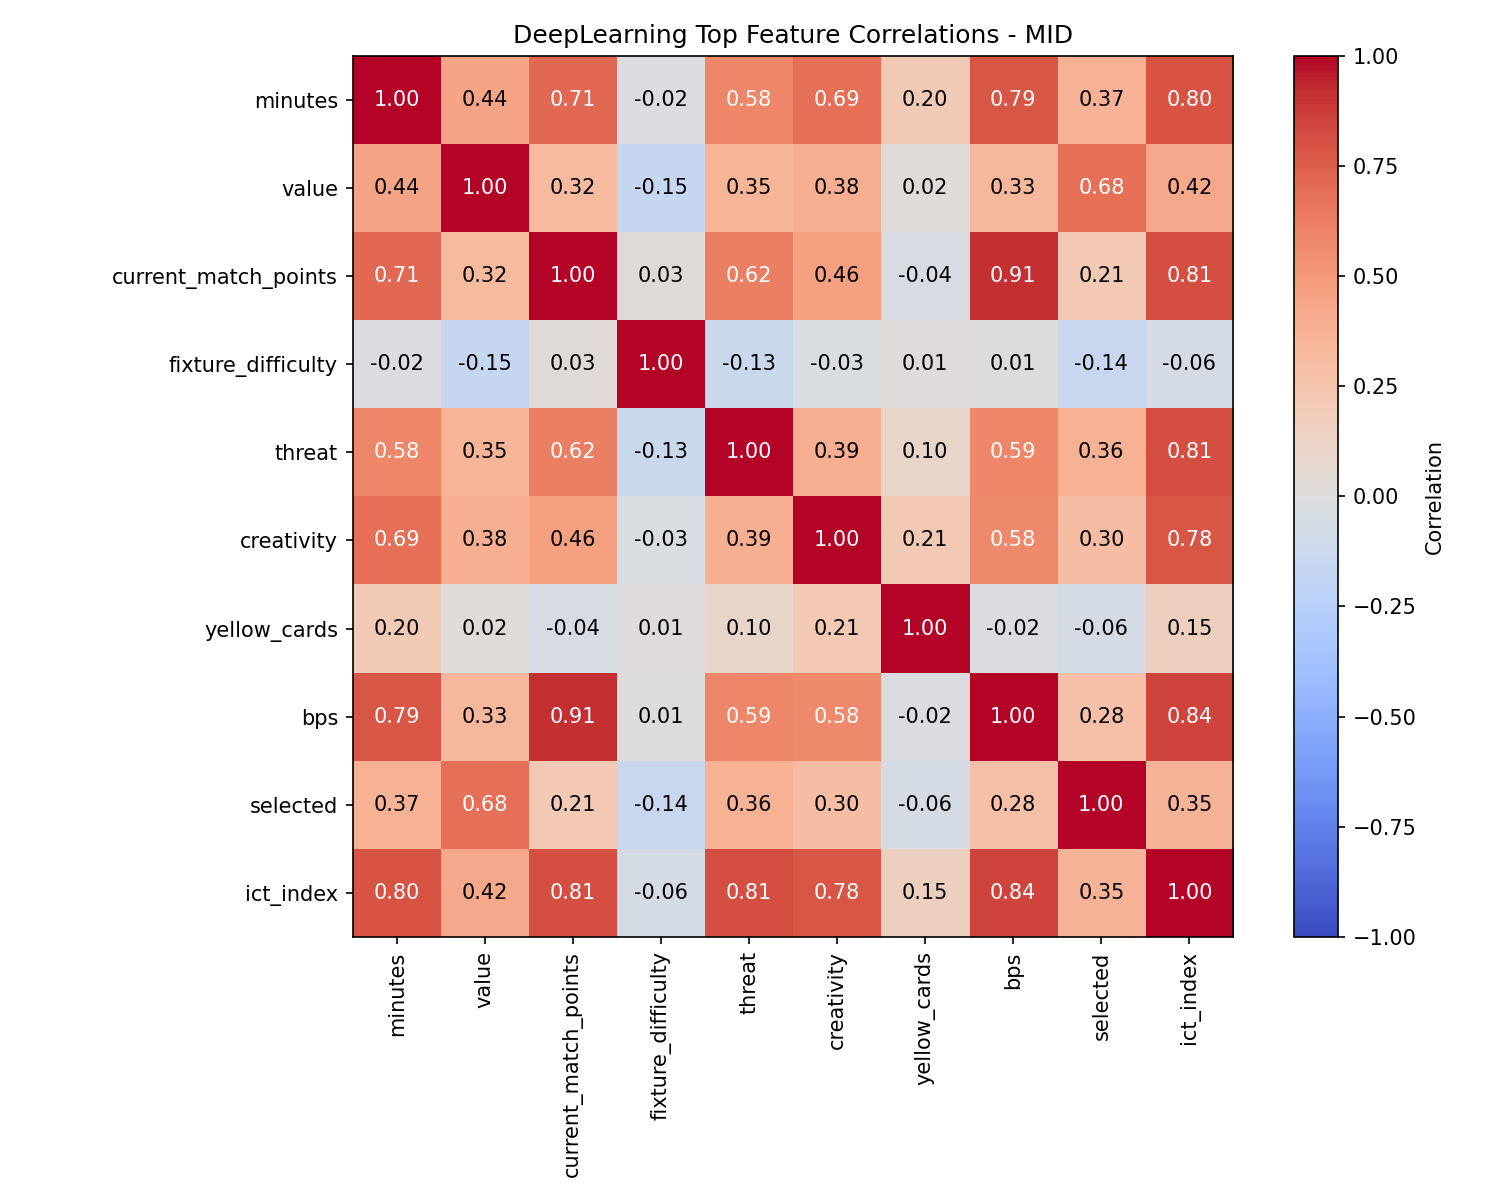 DeepLearning Top Feature Correlations - MID
minutes 1.00 0.44 0.71 -0.02 0.58 0.69 0.20 0.79 0.37 0.80
value 0.44 1.00 0.32 -0.15 0.35 0.38 0.02 0.33 0.68 0.42
current_match_points 0.71 0.32 1.00 0.03 0.62 0.46 -0.04 0.91 0.21 0.81
fixture_difficulty -0.02 -0.15 0.03 1.00 -0.13 -0.03 0.01 0.01 -0.14 -0.06
threat 0.58 0.35 0.62 -0.13 1.00 0.39 0.10 0.59 0.36 0.81
creativity 0.69 0.38 0.46 -0.03 0.39 1.00 0.21 0.58 0.30 0.78
yellow_cards 0.20 0.02 -0.04 0.01 0.10 0.21 1.00 -0.02 -0.06 0.15
bps 0.79 0.33 0.91 0.01 0.59 0.58 -0.02 1.00 0.28 0.84
selected 0.37 0.68 0.21 -0.14 0.36 0.30 -0.06 0.28 1.00 0.35
ict_index 0.80 0.42 0.81 -0.06 0.81 0.78 0.15 0.84 0.35 1.00
minutes
value
current_match_points
fixture_difficulty
threat
creativity
yellow_cards
bps
selected
ict_index
1.00
0.75
0.50
0.25
0.00
−0.25
−0.50
−0.75
−1.00
Correlation